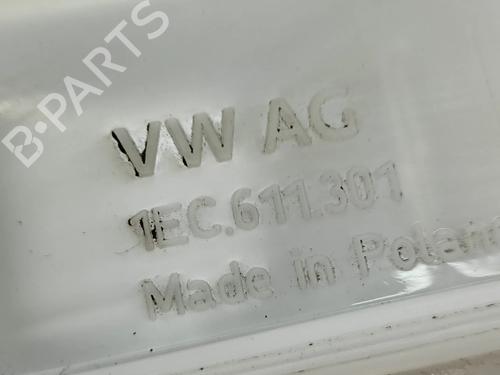 B-PARTS
VW AG
1EC.611.301
Made in Poland